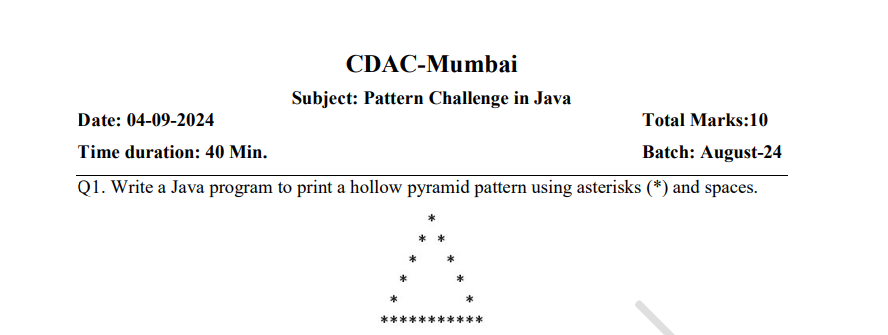 CDAC-Mumbai
Subject: Pattern Challenge in Java
Date: 04-09-2024 Total Marks:10
Time duration: 40 Min. Batch: August-24
Q1. Write a Java program to print a hollow pyramid pattern using asterisks (*) and spaces.
*
* *
*   *
*     *
*       *
***********